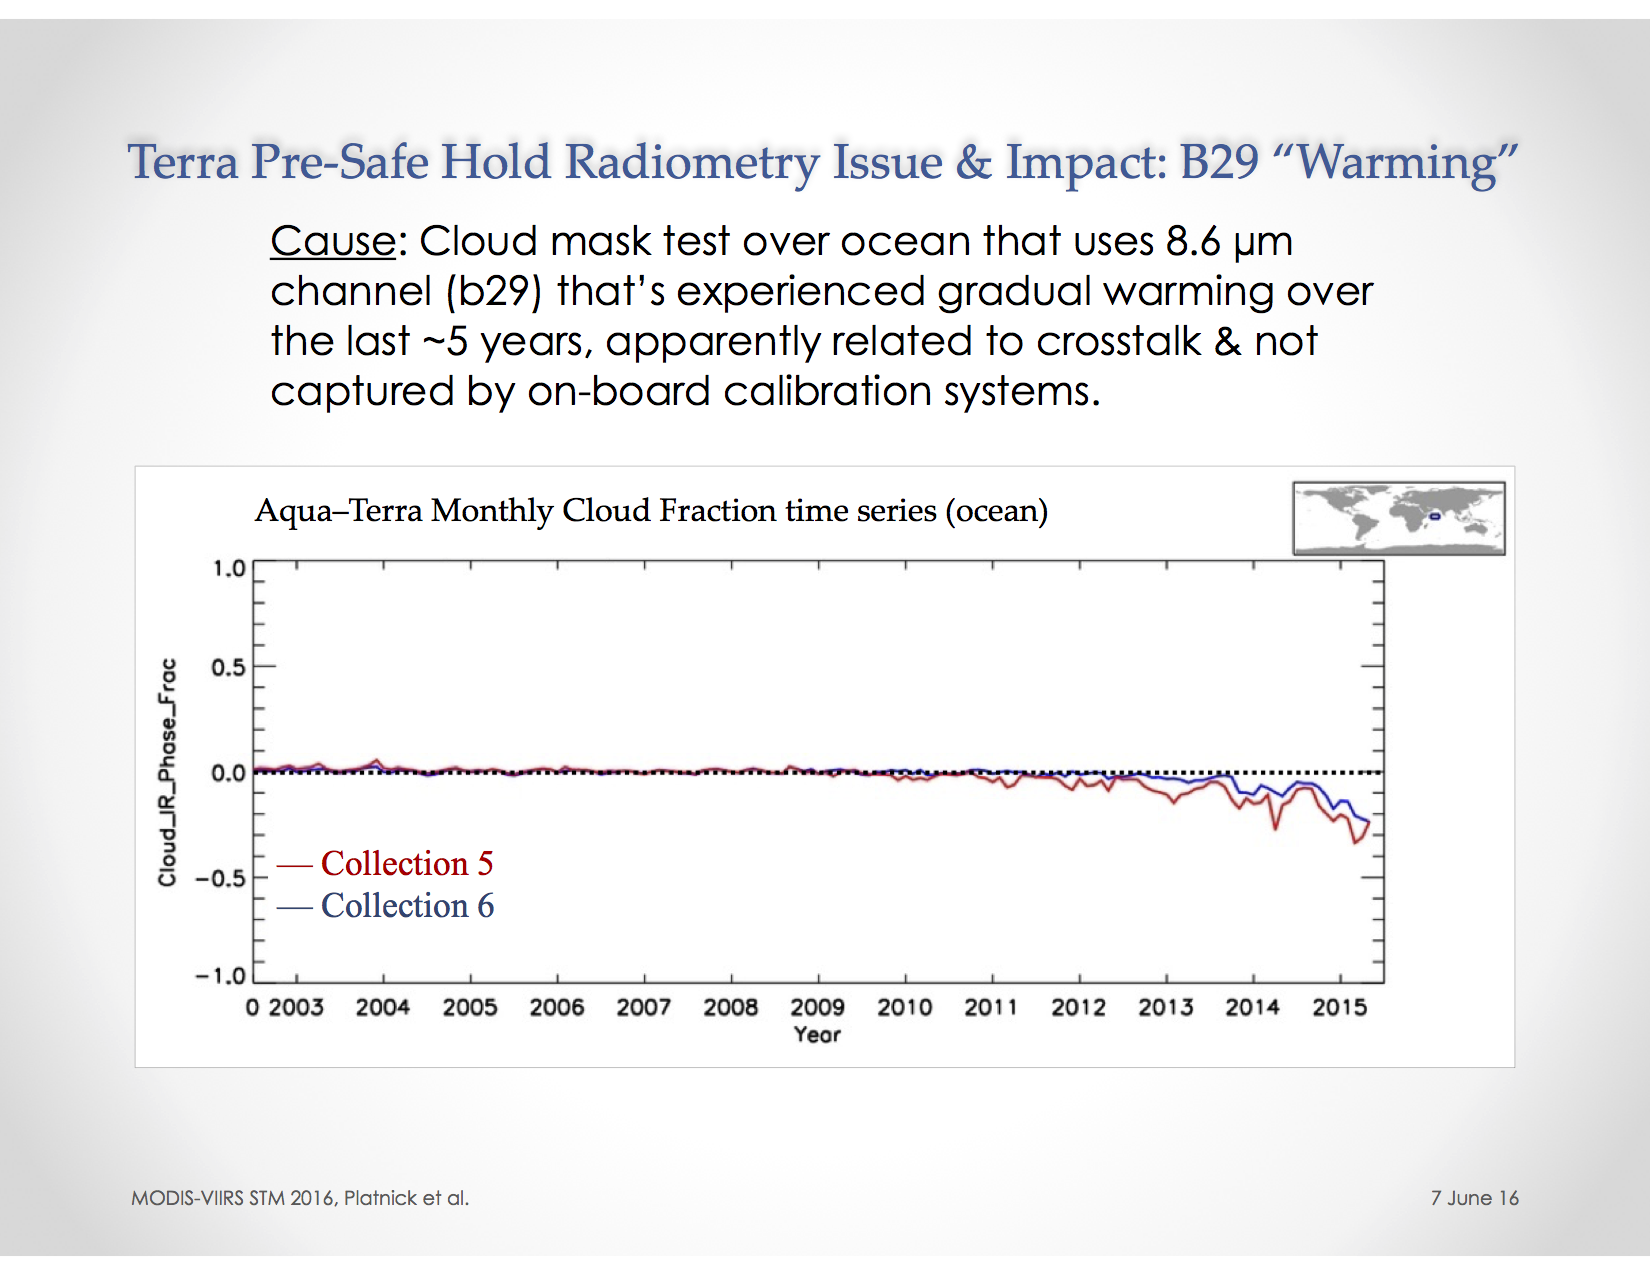 Terra Pre-Safe Hold Radiometry Issue & Impact: B29 “Warming”
Cause: Cloud mask test over ocean that uses 8.6 µm
channel (b29) that’s experienced gradual warming over
the last ~5 years, apparently related to crosstalk & not
captured by on-board calibration systems.
Aqua–Terra Monthly Cloud Fraction time series (ocean)
Cloud_IR_Phase_Frac
1.0
0.5
0.0
−0.5
−1.0
— Collection 5
— Collection 6
0 2003 2004 2005 2006 2007 2008 2009 2010 2011 2012 2013 2014 2015
Year
MODIS-VIIRS STM 2016, Platnick et al.
7 June 16